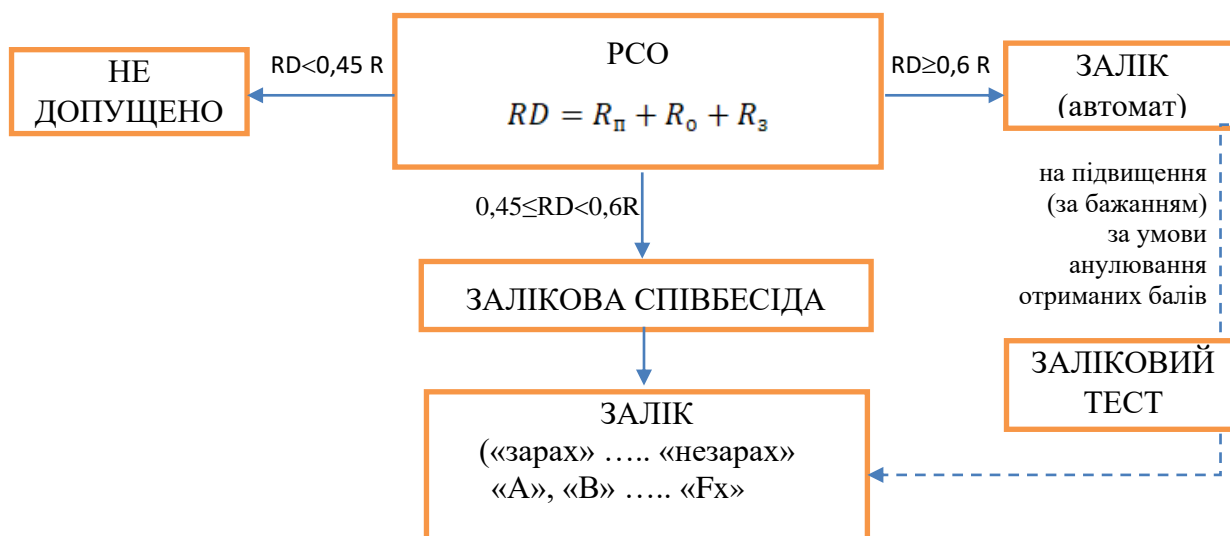 НЕ
ДОПУЩЕНО
RD<0,45 R
РСО
RD = Rп + Rо + Rз
RD≥0,6 R
ЗАЛІК
(автомат)
0,45≤RD<0,6R
на підвищення
(за бажанням)
за умови
анулювання
отриманих балів
ЗАЛІКОВА СПІВБЕСІДА
ЗАЛІКОВИЙ
ТЕСТ
ЗАЛІК
(«зарах» ….. «незарах»
«А», «В» ….. «Fx»